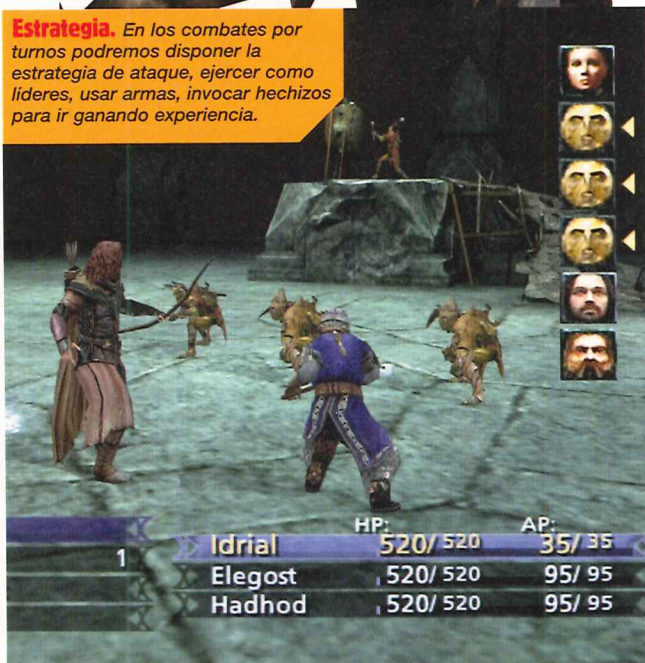 Estrategia. En los combates por
turnos podremos disponer la
estrategia de ataque, ejercer como
líderes, usar armas, invocar hechizos
para ir ganando experiencia.
HP: AP:
Idrial 520/ 520 35/ 35
1
Elegost 520/ 520 95/ 95
Hadhod 520/ 520 95/ 95